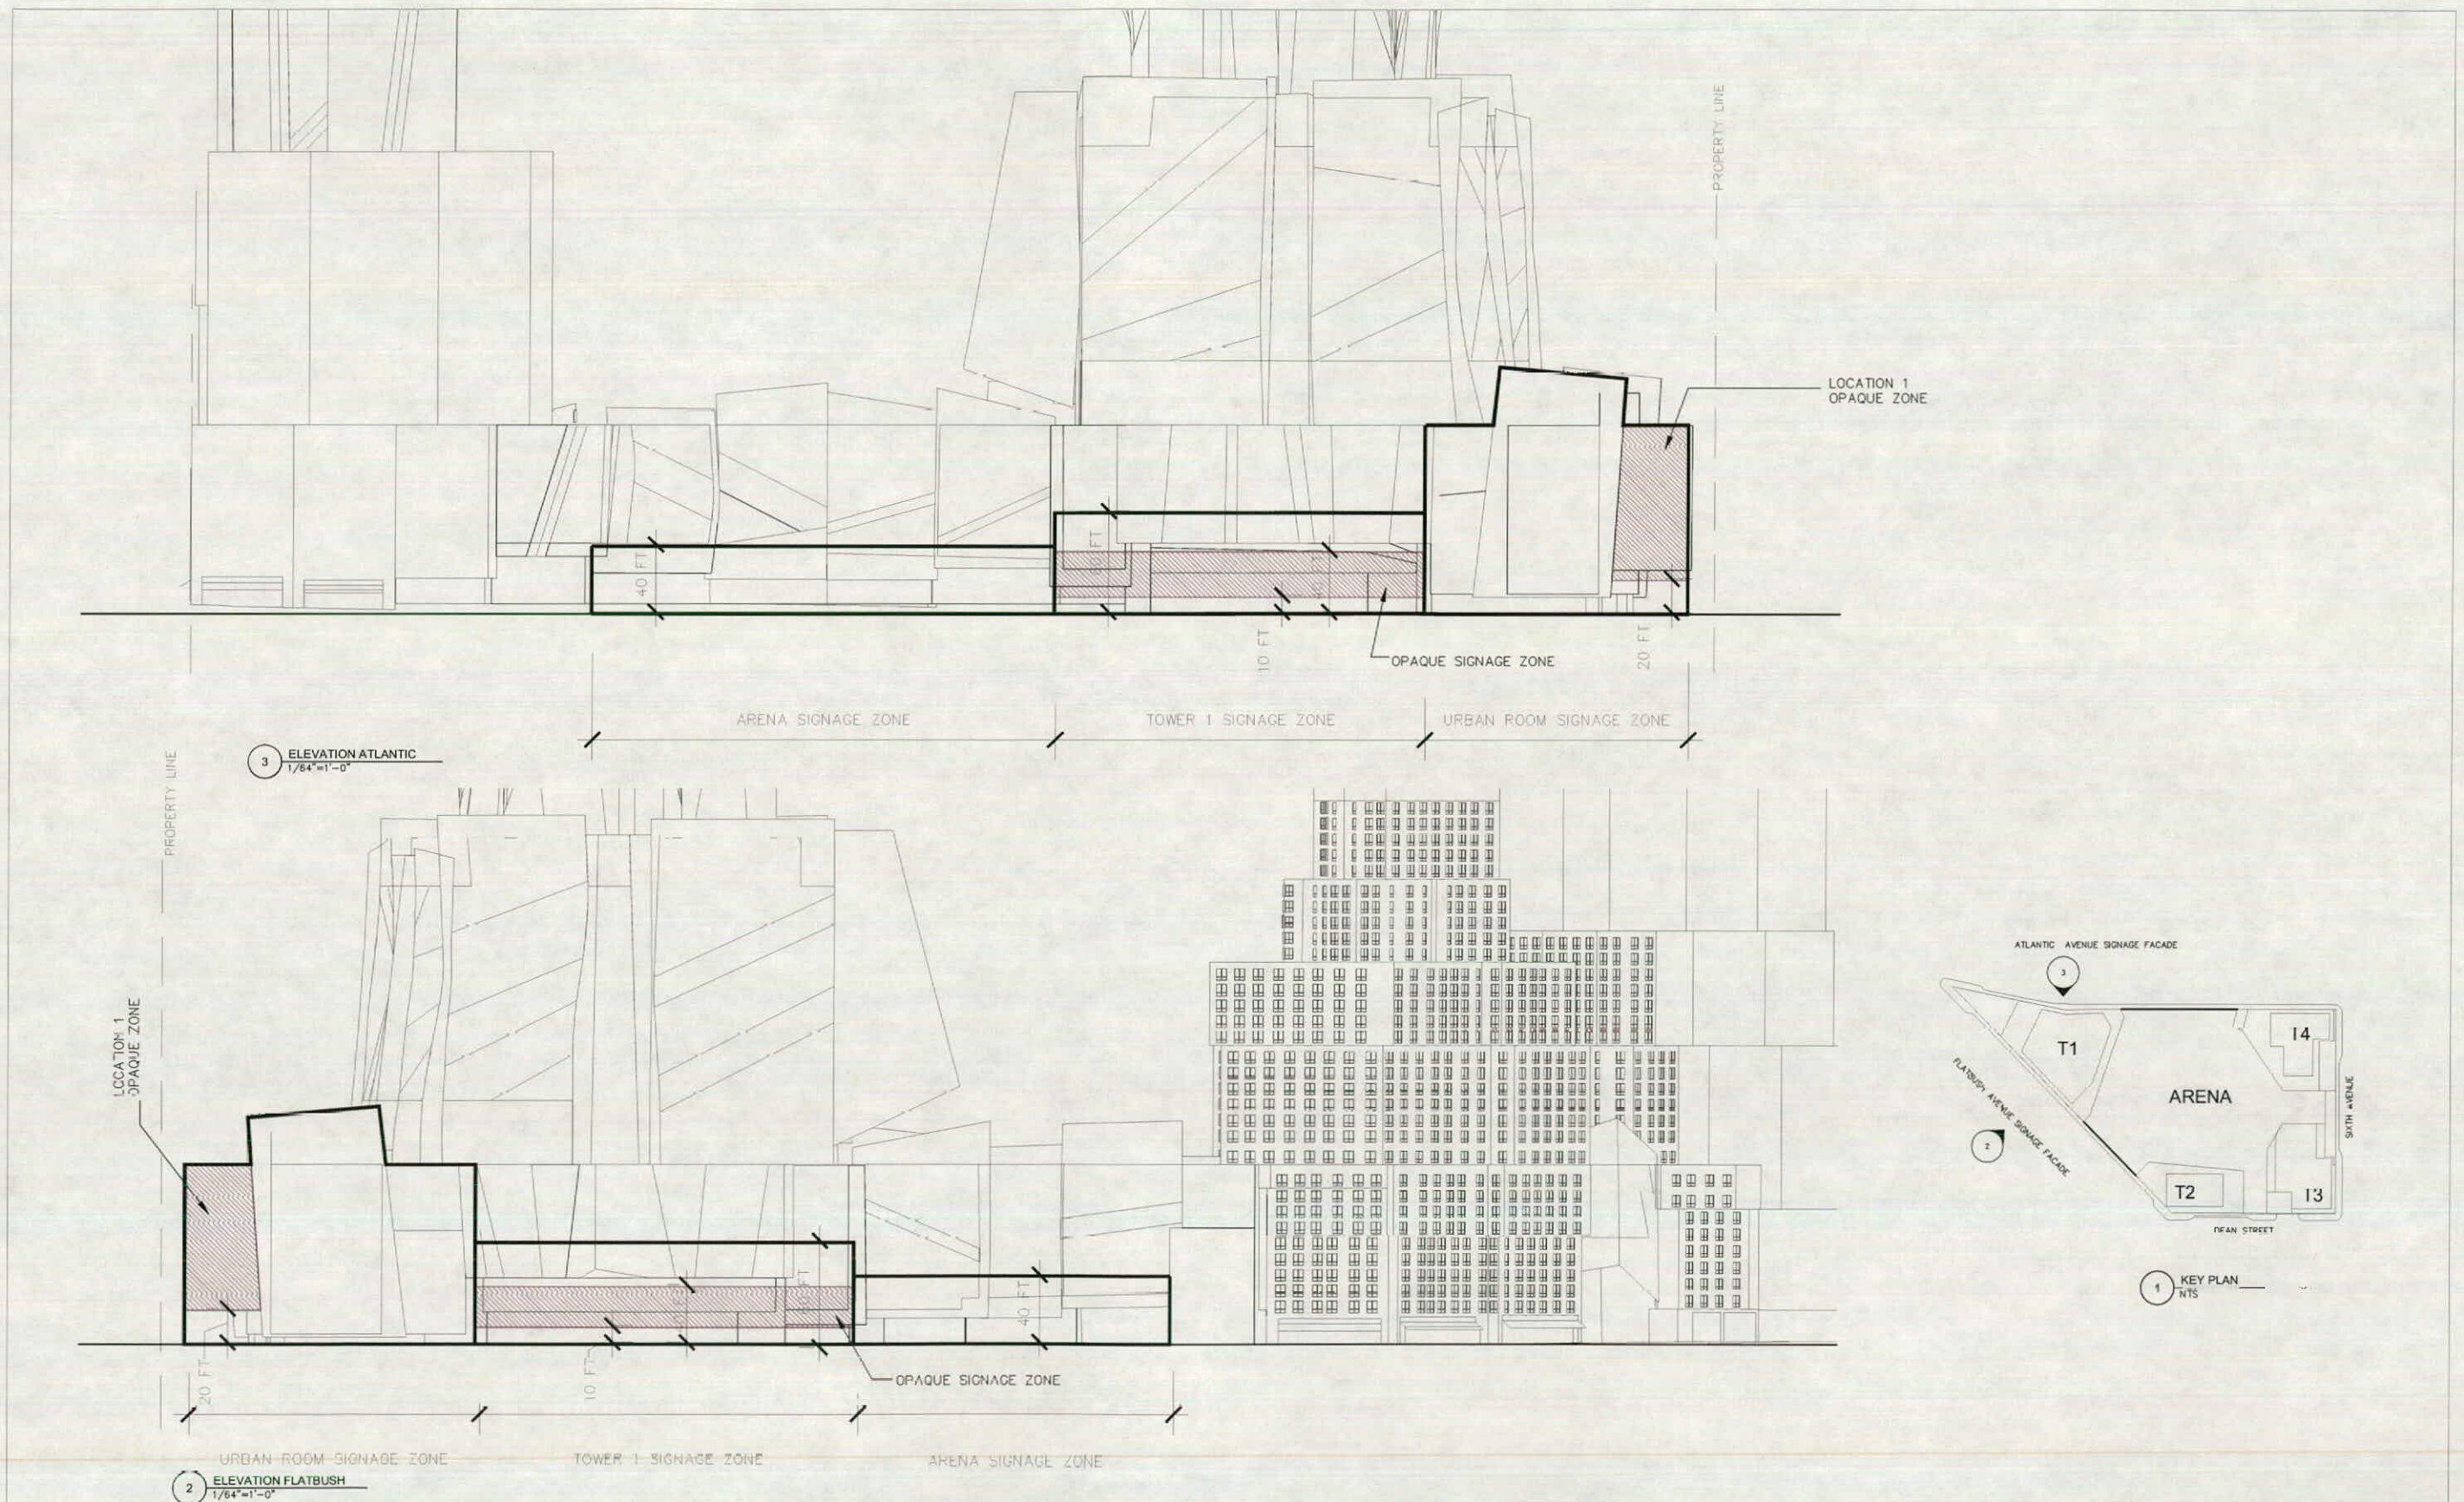 PROPERTY LINE
LOCATION 1
OPAQUE ZONE
40 FT
10 FT
20 FT
OPAQUE SIGNAGE ZONE
ARENA SIGNAGE ZONE
TOWER 1 SIGNAGE ZONE
URBAN ROOM SIGNAGE ZONE
3
ELEVATION ATLANTIC
1/64"=1'-0"
PROPERTY LINE
LOCATION 1
OPAQUE ZONE
20 FT
10 FT
40 FT
OPAQUE SIGNAGE ZONE
URBAN ROOM SIGNAGE ZONE
TOWER 1 SIGNAGE ZONE
ARENA SIGNAGE ZONE
2
ELEVATION FLATBUSH
1/64"=1'-0"
ATLANTIC AVENUE SIGNAGE FACADE
3
T1
T4
ARENA
FLATBUSH AVENUE SIGNAGE FACADE
2
SIXTH AVENUE
T2
T3
DEAN STREET
1
KEY PLAN
NTS